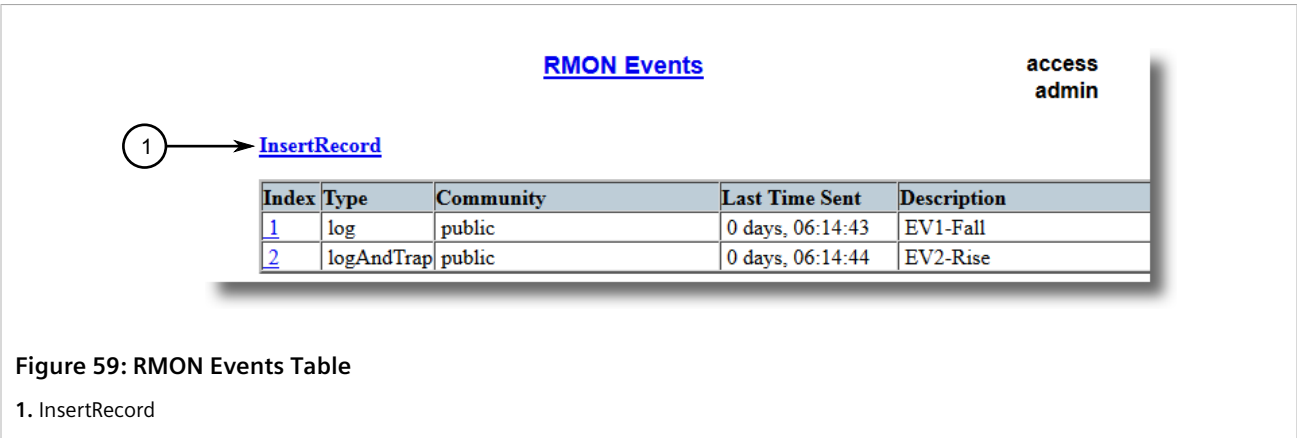 RMON Events
access
admin
1
InsertRecord
Index Type Community Last Time Sent Description
1 log public 0 days, 06:14:43 EV1-Fall
2 logAndTrap public 0 days, 06:14:44 EV2-Rise
Figure 59: RMON Events Table
1. InsertRecord